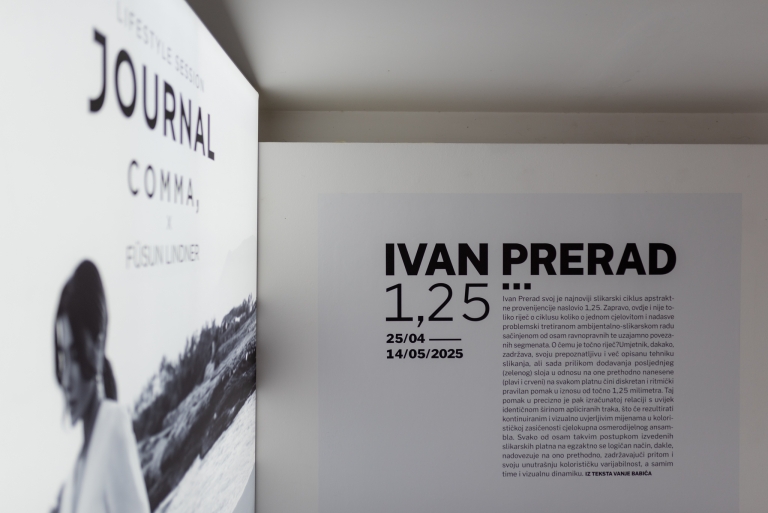 LIFESTYLE SESSION
JOURNAL
COMMA,
x
FÜSUN LINDNER
IVAN PRERAD
1,25
25/04 —
14/05/2025
Ivan Prerad svoj je najnoviji slikarski ciklus apstrakt-
ne provenijencije naslovio 1,25. Zapravo, ovdje i nije to-
liko riječ o ciklusu koliko o jednom cjelovitom i nadasve
problemski tretiranom ambijentalno-slikarskom radu
sačinjenom od osam ravnopravnih te uzajamno poveza-
nih segmenata. O čemu je točno riječ?Umjetnik, dakako,
zadržava, svoju prepoznatljivu i već opisanu tehniku
slikanja, ali sada prilikom dodavanja posljednjeg
(zelenog) sloja u odnosu na one prethodno nanesene
(plavi i crveni) na svakom platnu čini diskretan i ritmički
pravilan pomak u iznosu od točno 1,25 milimetra. Taj
pomak u precizno je pak izračunatoj relaciji s uvijek
identičnom širinom apliciranih traka, što će rezultirati
kontinuiranim i vizualno uvjerljivim mijenama u kolori-
stičkoj zasićenosti cjelokupna osmerodijelnog ansam-
bla. Svako od osam takvim postupkom izvedenih
slikarskih platna na egzaktno se logičan način, dakle,
nadovezuje na ono prethodno, zadržavajući pritom i
svoju unutrašnju kolorističku varijabilnost, a samim
time i vizualnu dinamiku. IZ TEKSTA VANJE BABIĆA